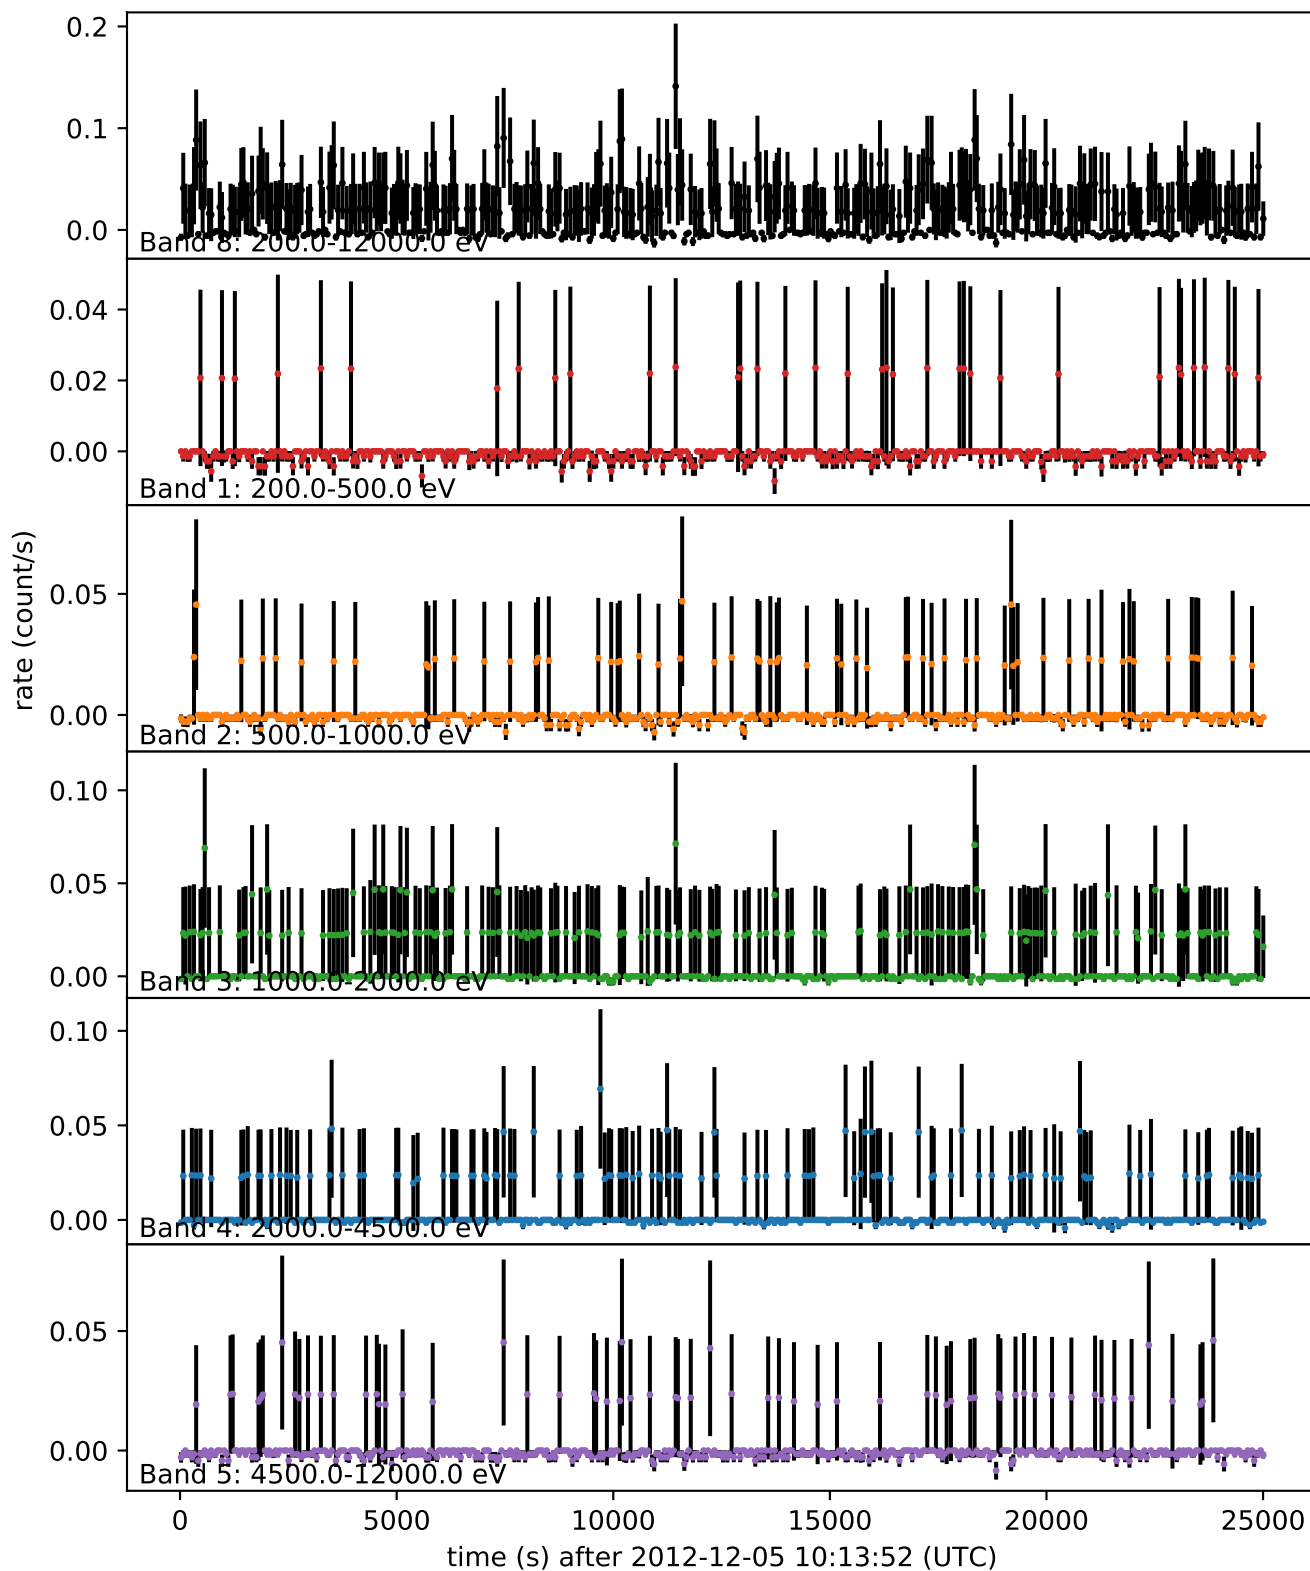 0.2
0.1
0.0
Band 8: 200.0-12000.0 eV
0.04
0.02
0.00
Band 1: 200.0-500.0 eV
rate (count/s)
0.05
0.00
Band 2: 500.0-1000.0 eV
0.10
0.05
0.00
Band 3: 1000.0-2000.0 eV
0.10
0.05
0.00
Band 4: 2000.0-4500.0 eV
0.05
0.00
Band 5: 4500.0-12000.0 eV
0 5000 10000 15000 20000 25000
time (s) after 2012-12-05 10:13:52 (UTC)